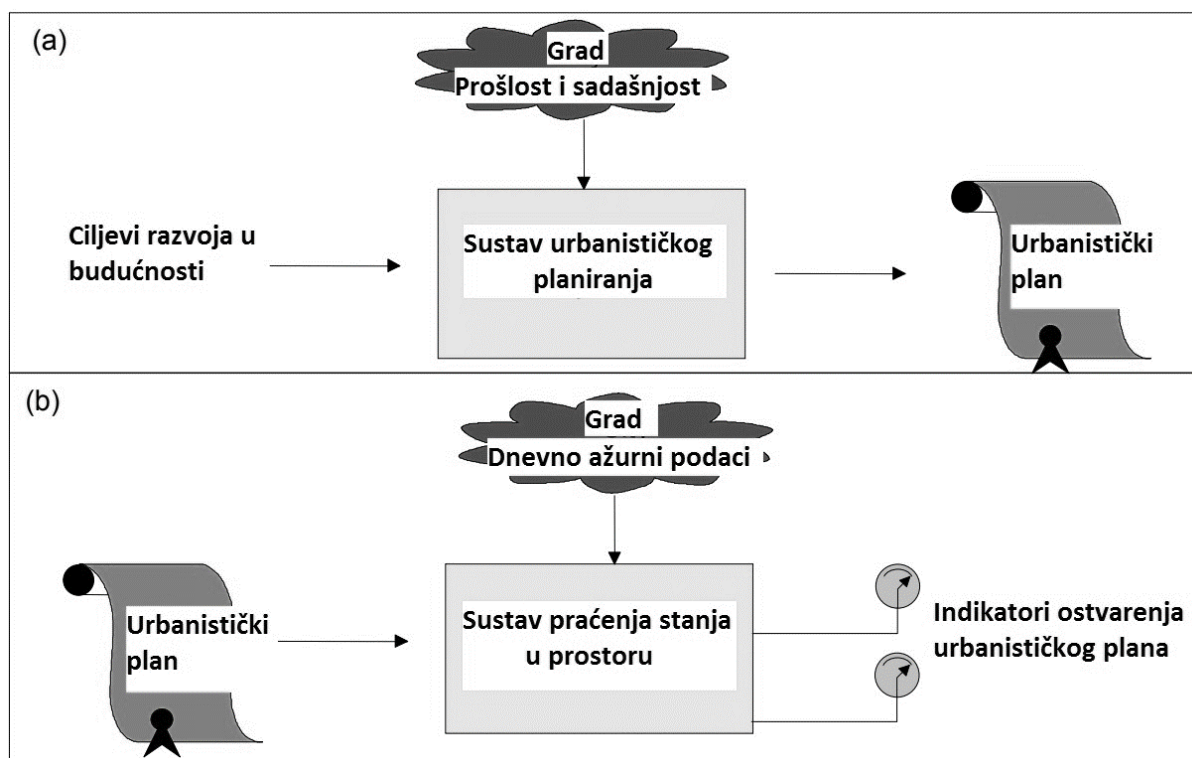 (a)
Grad
Prošlost i sadašnjost
Ciljevi razvoja u
budućnosti
Sustav urbanističkog
planiranja
Urbanistički
plan
(b)
Grad
Dnevno ažurni podaci
Urbanistički
plan
Sustav praćenja stanja
u prostoru
Indikatori ostvarenja
urbanističkog plana